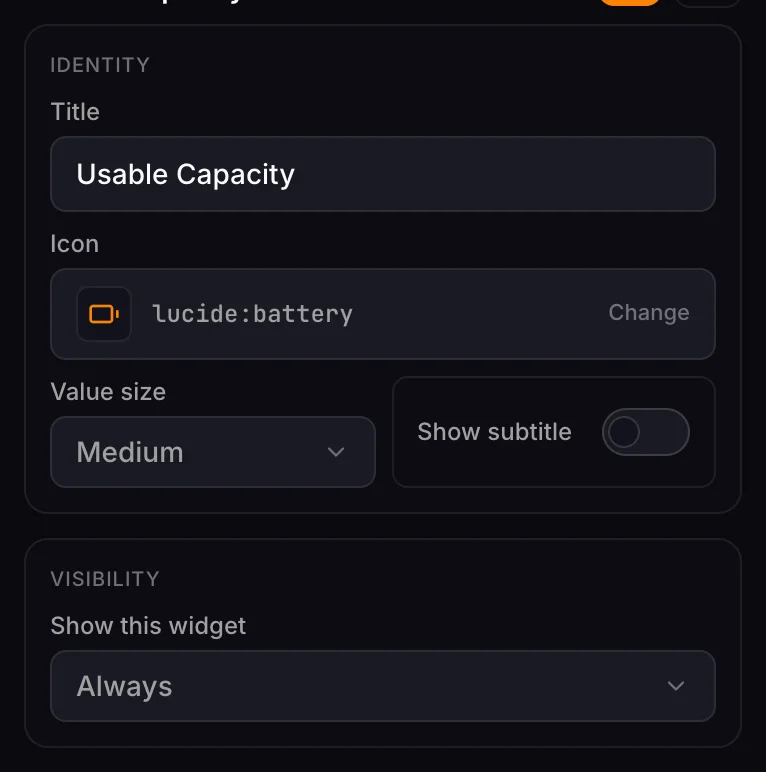 IDENTITY
Title
Usable Capacity
Icon
lucide:battery
Change
Value size
Medium
Show subtitle
VISIBILITY
Show this widget
Always